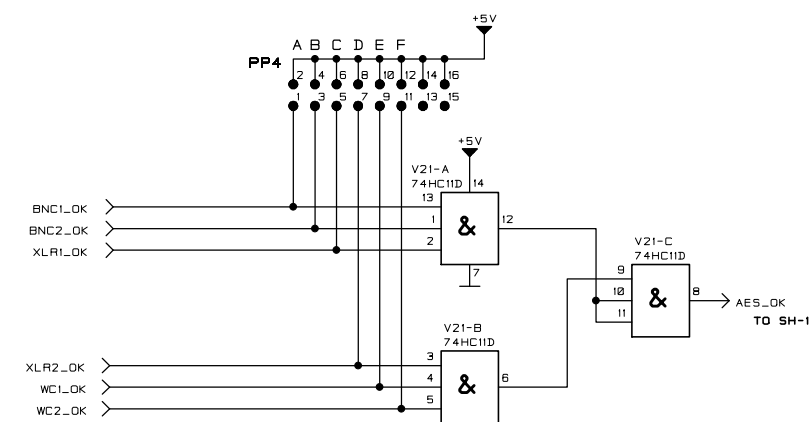 +5V
A B C D E F
PP4
2 4 6 8 10 12 14 16
1 3 5 7 9 11 13 15
+5V
V21-A
74HC11D 14
13
BNC1_OK
1 & 12
BNC2_OK
2
XLR1_OK
7
V21-C
74HC11D
9
10 & 8
AES_OK
11
TO SH-1
V21-B
74HC11D
3
XLR2_OK
4 & 6
WC1_OK
5
WC2_OK